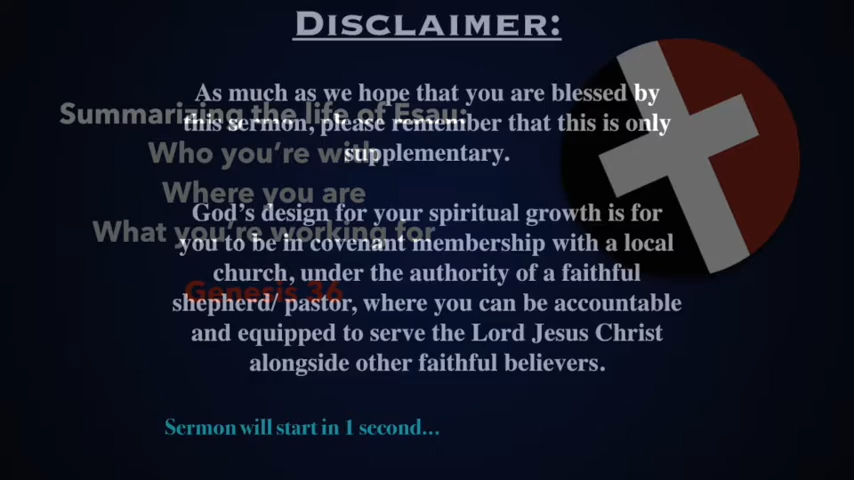 DISCLAIMER:
As much as we hope that you are blessed by
this sermon, please remember that this is only
supplementary.
God's design for your spiritual growth is for
you to be in covenant membership with a local
church, under the authority of a faithful
shepherd/ pastor, where you can be accountable
and equipped to serve the Lord Jesus Christ
alongside other faithful believers.
Sermon will start in 1 second...
Summarizing the life of Esau:
Who you're with
Where you are
What you're working for
Genesis 36